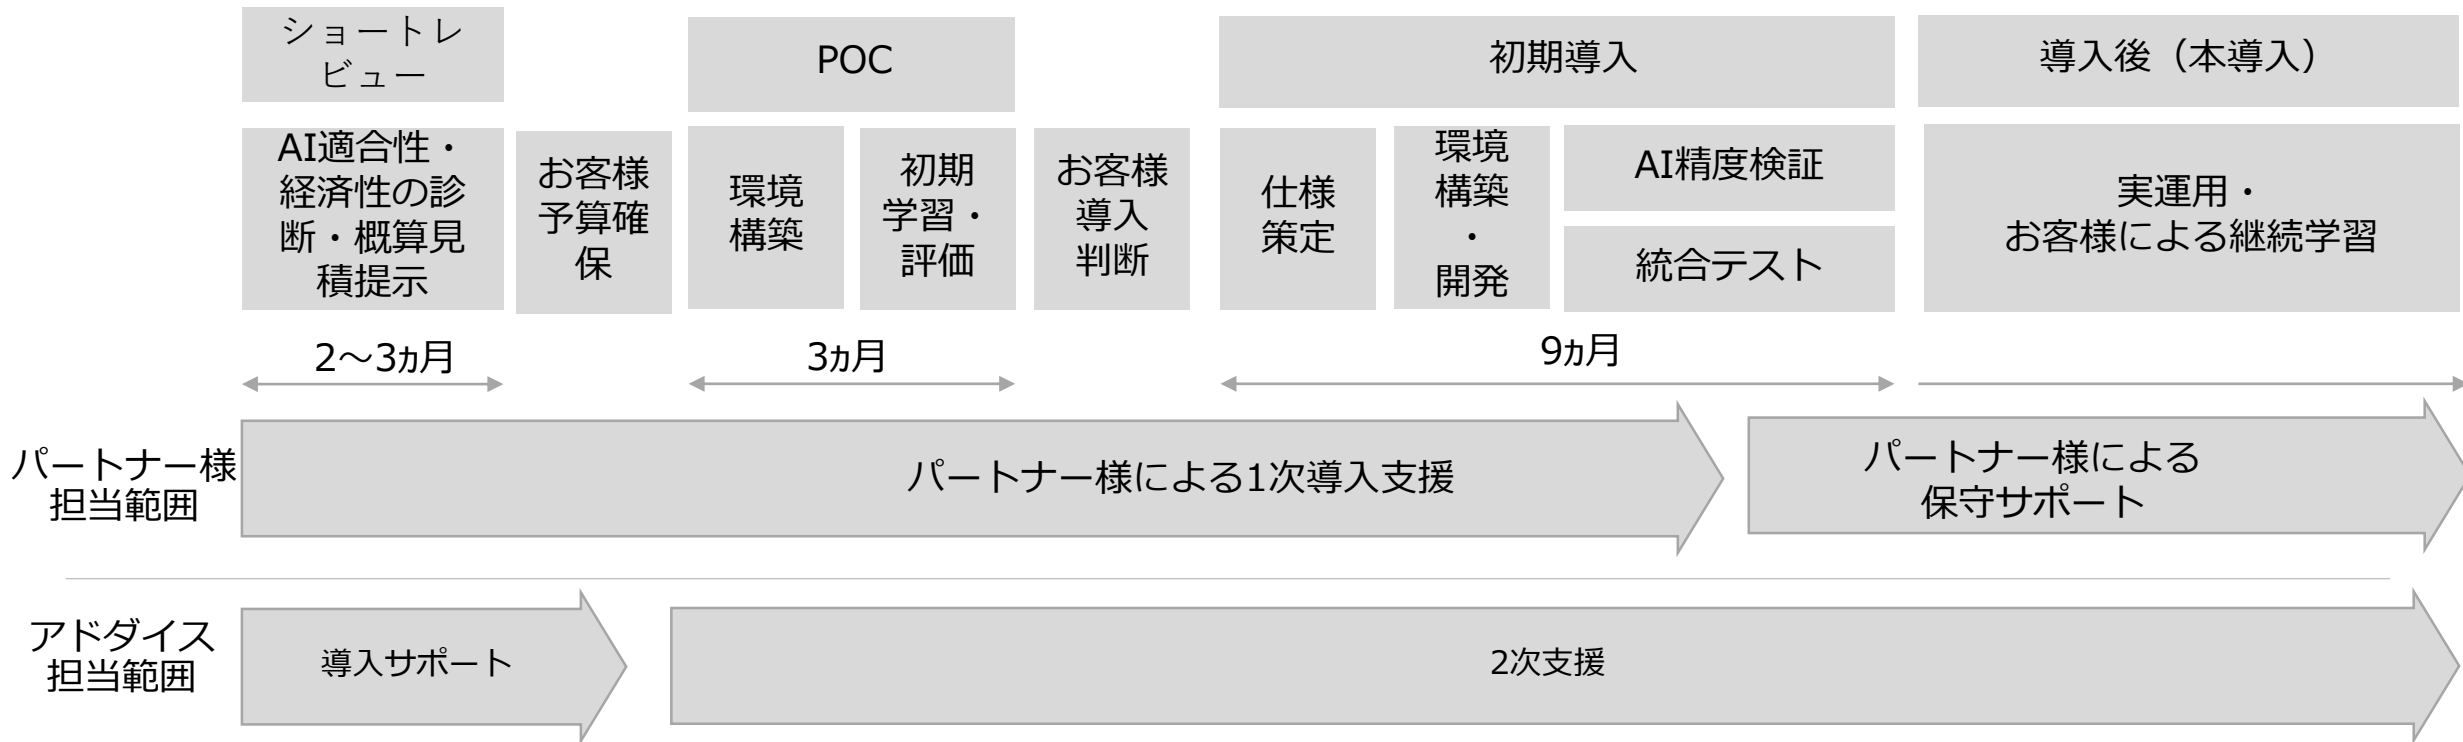 ショートレ
ビュー
POC
初期導入
導入後（本導入）
AI適合性・
経済性の診
断・概算見
積提示
お客様
予算確
保
環境
構築
初期
学習・
評価
お客様
導入
判断
仕様
策定
環境
構築
・
開発
AI精度検証
統合テスト
実運用・
お客様による継続学習
2～3ヵ月
3ヵ月
9ヵ月
パートナー様
担当範囲
パートナー様による1次導入支援
パートナー様による
保守サポート
アドダイス
担当範囲
導入サポート
2次支援